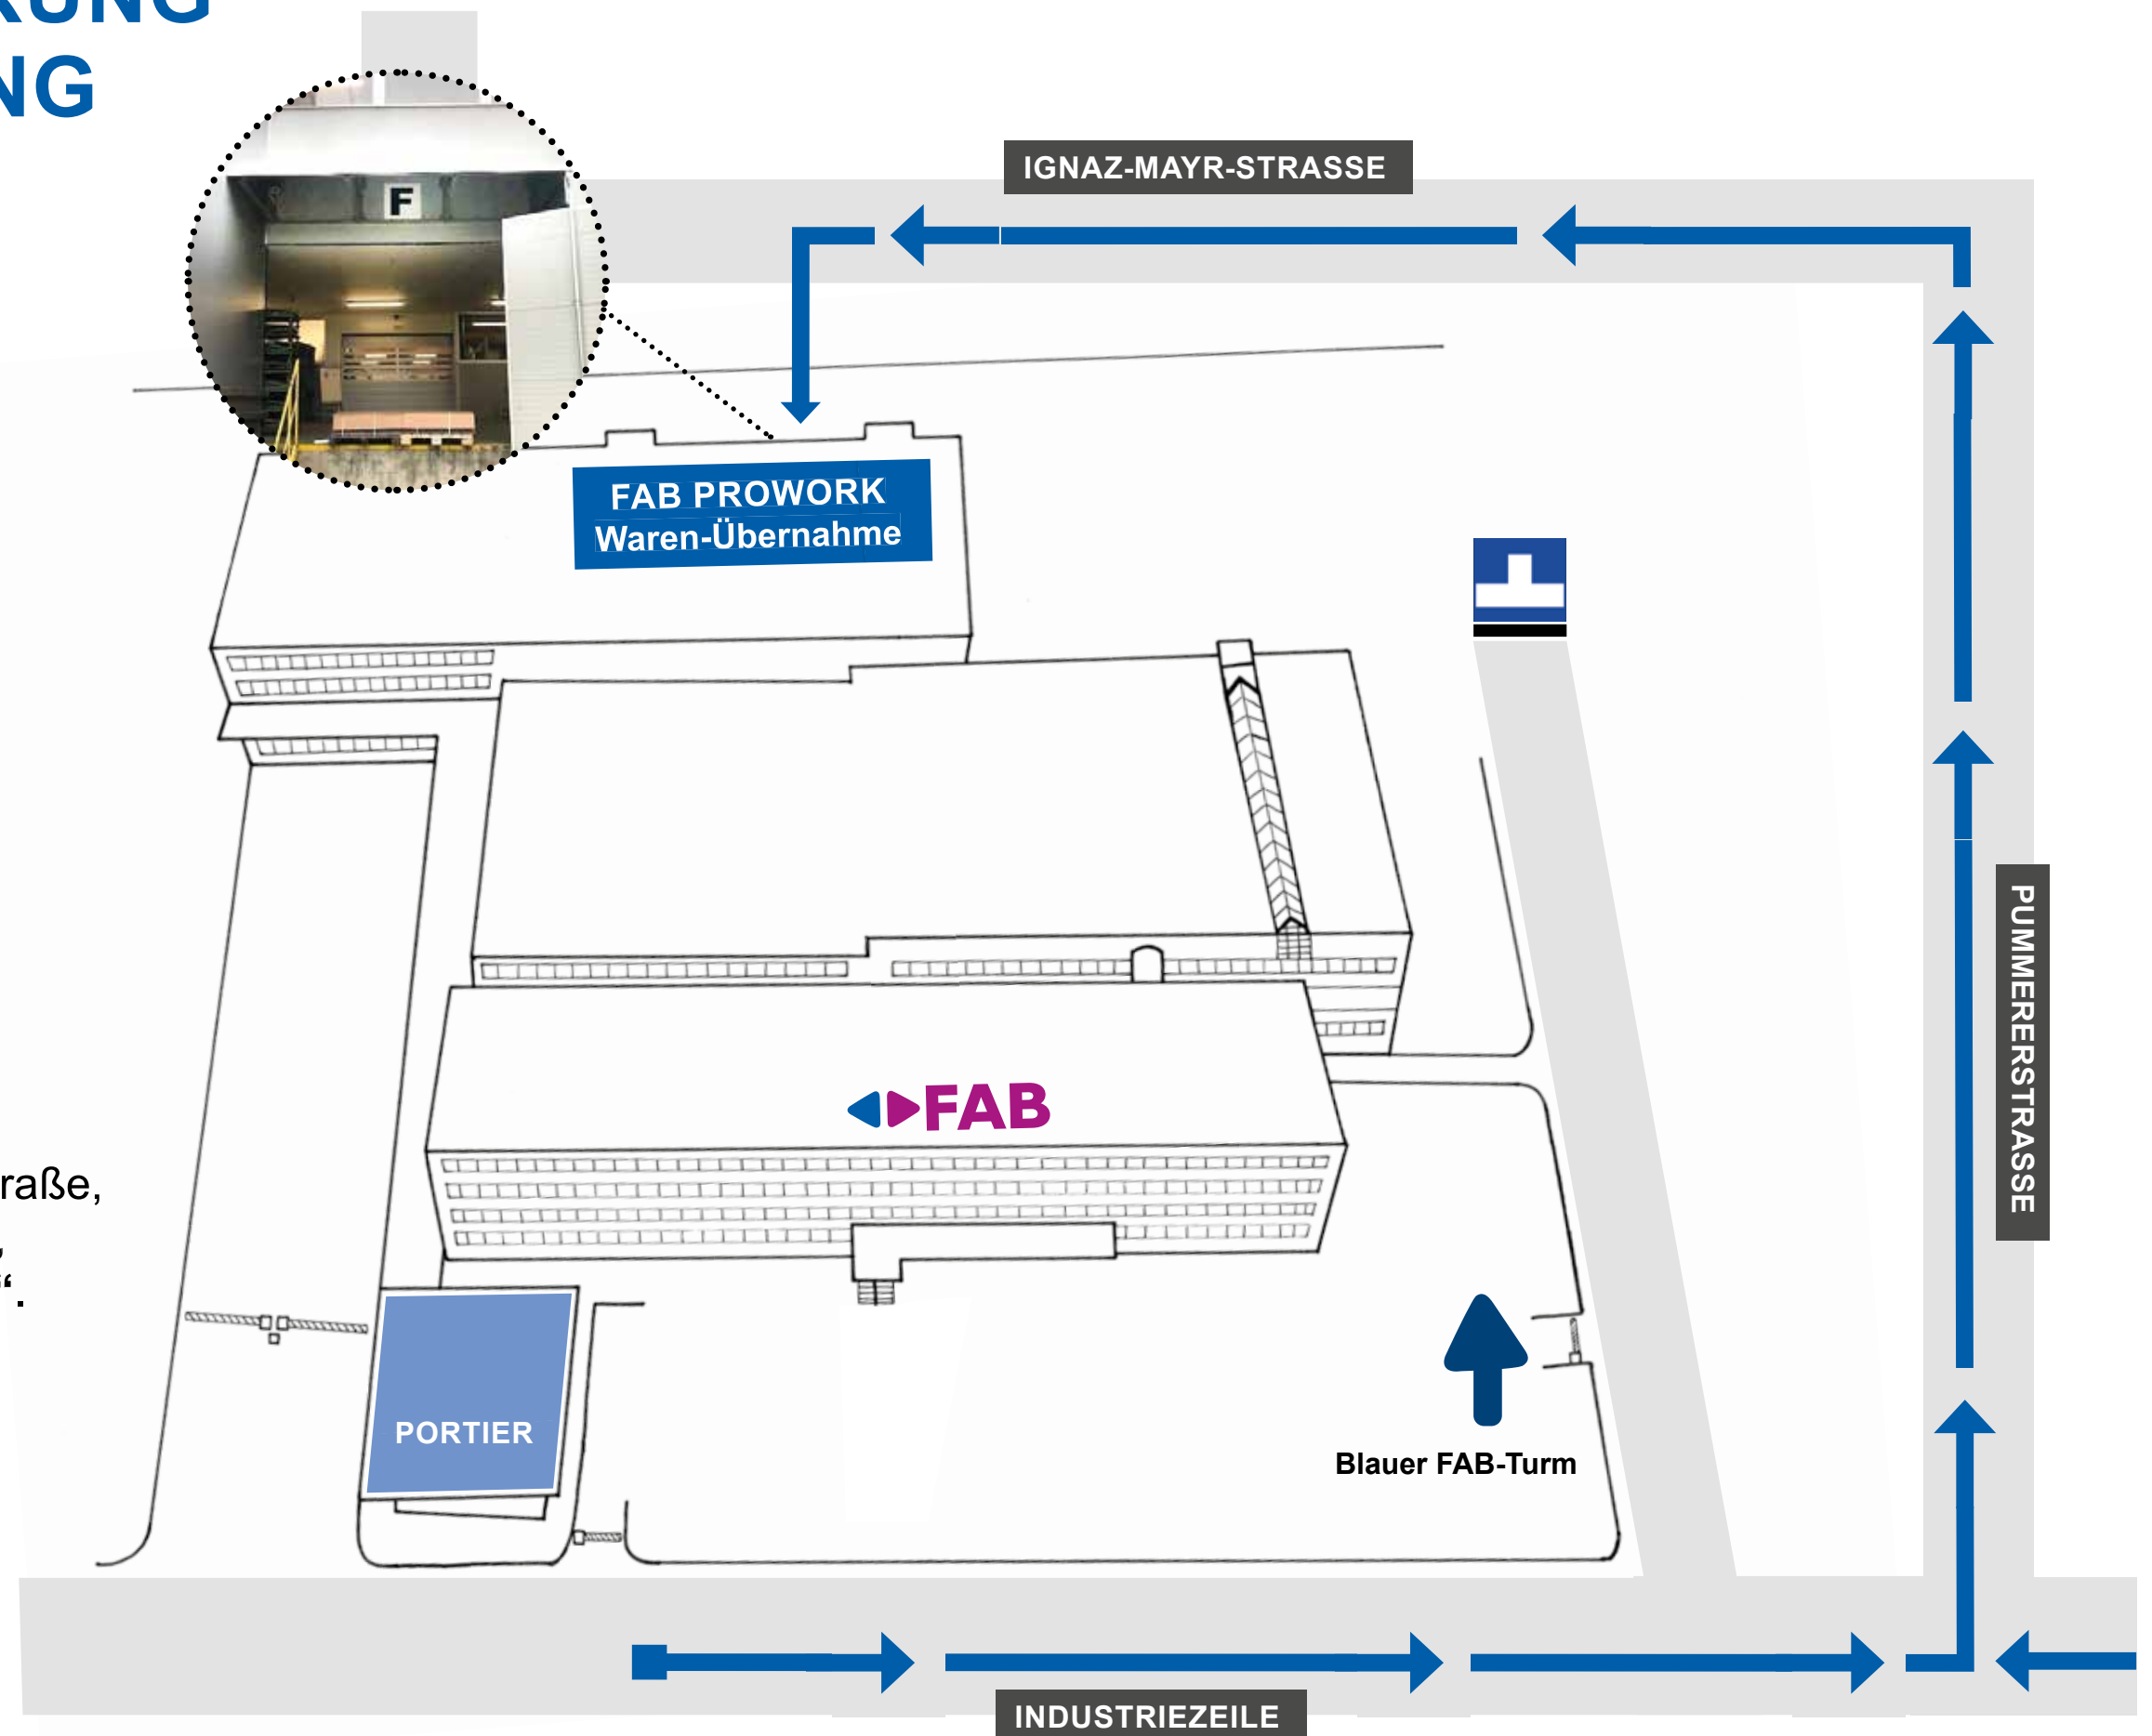 RUNG
NG
IGNAZ-MAYR-STRASSE
F
FAB PROWORK
Waren-Übernahme
PUMMERERSTRASSE
FAB
raße,
“.
PORTIER
Blauer FAB-Turm
INDUSTRIEZEILE